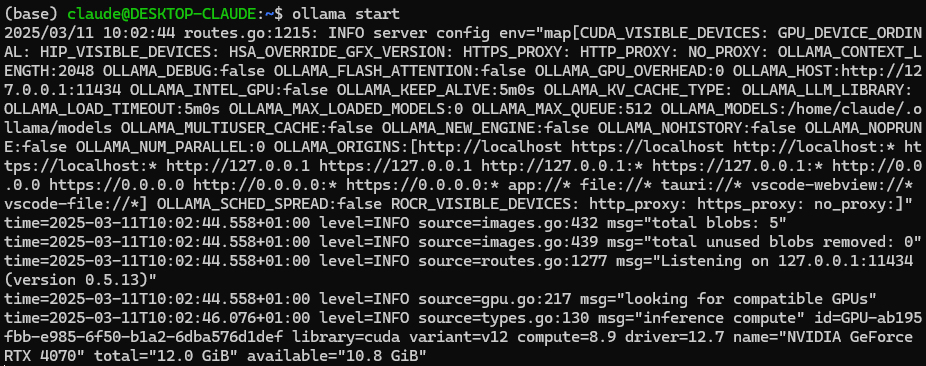 (base) claude@DESKTOP-CLAUDE:~$ ollama start
2025/03/11 10:02:44 routes.go:1215: INFO server config env="map[CUDA_VISIBLE_DEVICES: GPU_DEVICE_ORDIN
AL: HIP_VISIBLE_DEVICES: HSA_OVERRIDE_GFX_VERSION: HTTPS_PROXY: HTTP_PROXY: NO_PROXY: OLLAMA_CONTEXT_L
ENGTH:2048 OLLAMA_DEBUG:false OLLAMA_FLASH_ATTENTION:false OLLAMA_GPU_OVERHEAD:0 OLLAMA_HOST:http://12
7.0.0.1:11434 OLLAMA_INTEL_GPU:false OLLAMA_KEEP_ALIVE:5m0s OLLAMA_KV_CACHE_TYPE: OLLAMA_LLM_LIBRARY:
OLLAMA_LOAD_TIMEOUT:5m0s OLLAMA_MAX_LOADED_MODELS:0 OLLAMA_MAX_QUEUE:512 OLLAMA_MODELS:/home/claude/.o
llama/models OLLAMA_MULTIUSER_CACHE:false OLLAMA_NEW_ENGINE:false OLLAMA_NOHISTORY:false OLLAMA_NOPRUN
E:false OLLAMA_NUM_PARALLEL:0 OLLAMA_ORIGINS:[http://localhost https://localhost http://localhost:* ht
tps://localhost:* http://127.0.0.1 https://127.0.0.1 http://127.0.0.1:* https://127.0.0.1:* http://0.0
.0.0 https://0.0.0.0 http://0.0.0.0:* https://0.0.0.0:* app://* file://* tauri://* vscode-webview://*
vscode-file://*] OLLAMA_SCHED_SPREAD:false ROCR_VISIBLE_DEVICES: http_proxy: https_proxy: no_proxy:]"
time=2025-03-11T10:02:44.558+01:00 level=INFO source=images.go:432 msg="total blobs: 5"
time=2025-03-11T10:02:44.558+01:00 level=INFO source=images.go:439 msg="total unused blobs removed: 0"
time=2025-03-11T10:02:44.558+01:00 level=INFO source=routes.go:1277 msg="Listening on 127.0.0.1:11434
(version 0.5.13)"
time=2025-03-11T10:02:44.558+01:00 level=INFO source=gpu.go:217 msg="looking for compatible GPUs"
time=2025-03-11T10:02:46.076+01:00 level=INFO source=types.go:130 msg="inference compute" id=GPU-ab195
fbb-e985-6f50-b1a2-6dba576d1def library=cuda variant=v12 compute=8.9 driver=12.7 name="NVIDIA GeForce
RTX 4070" total="12.0 GiB" available="10.8 GiB"